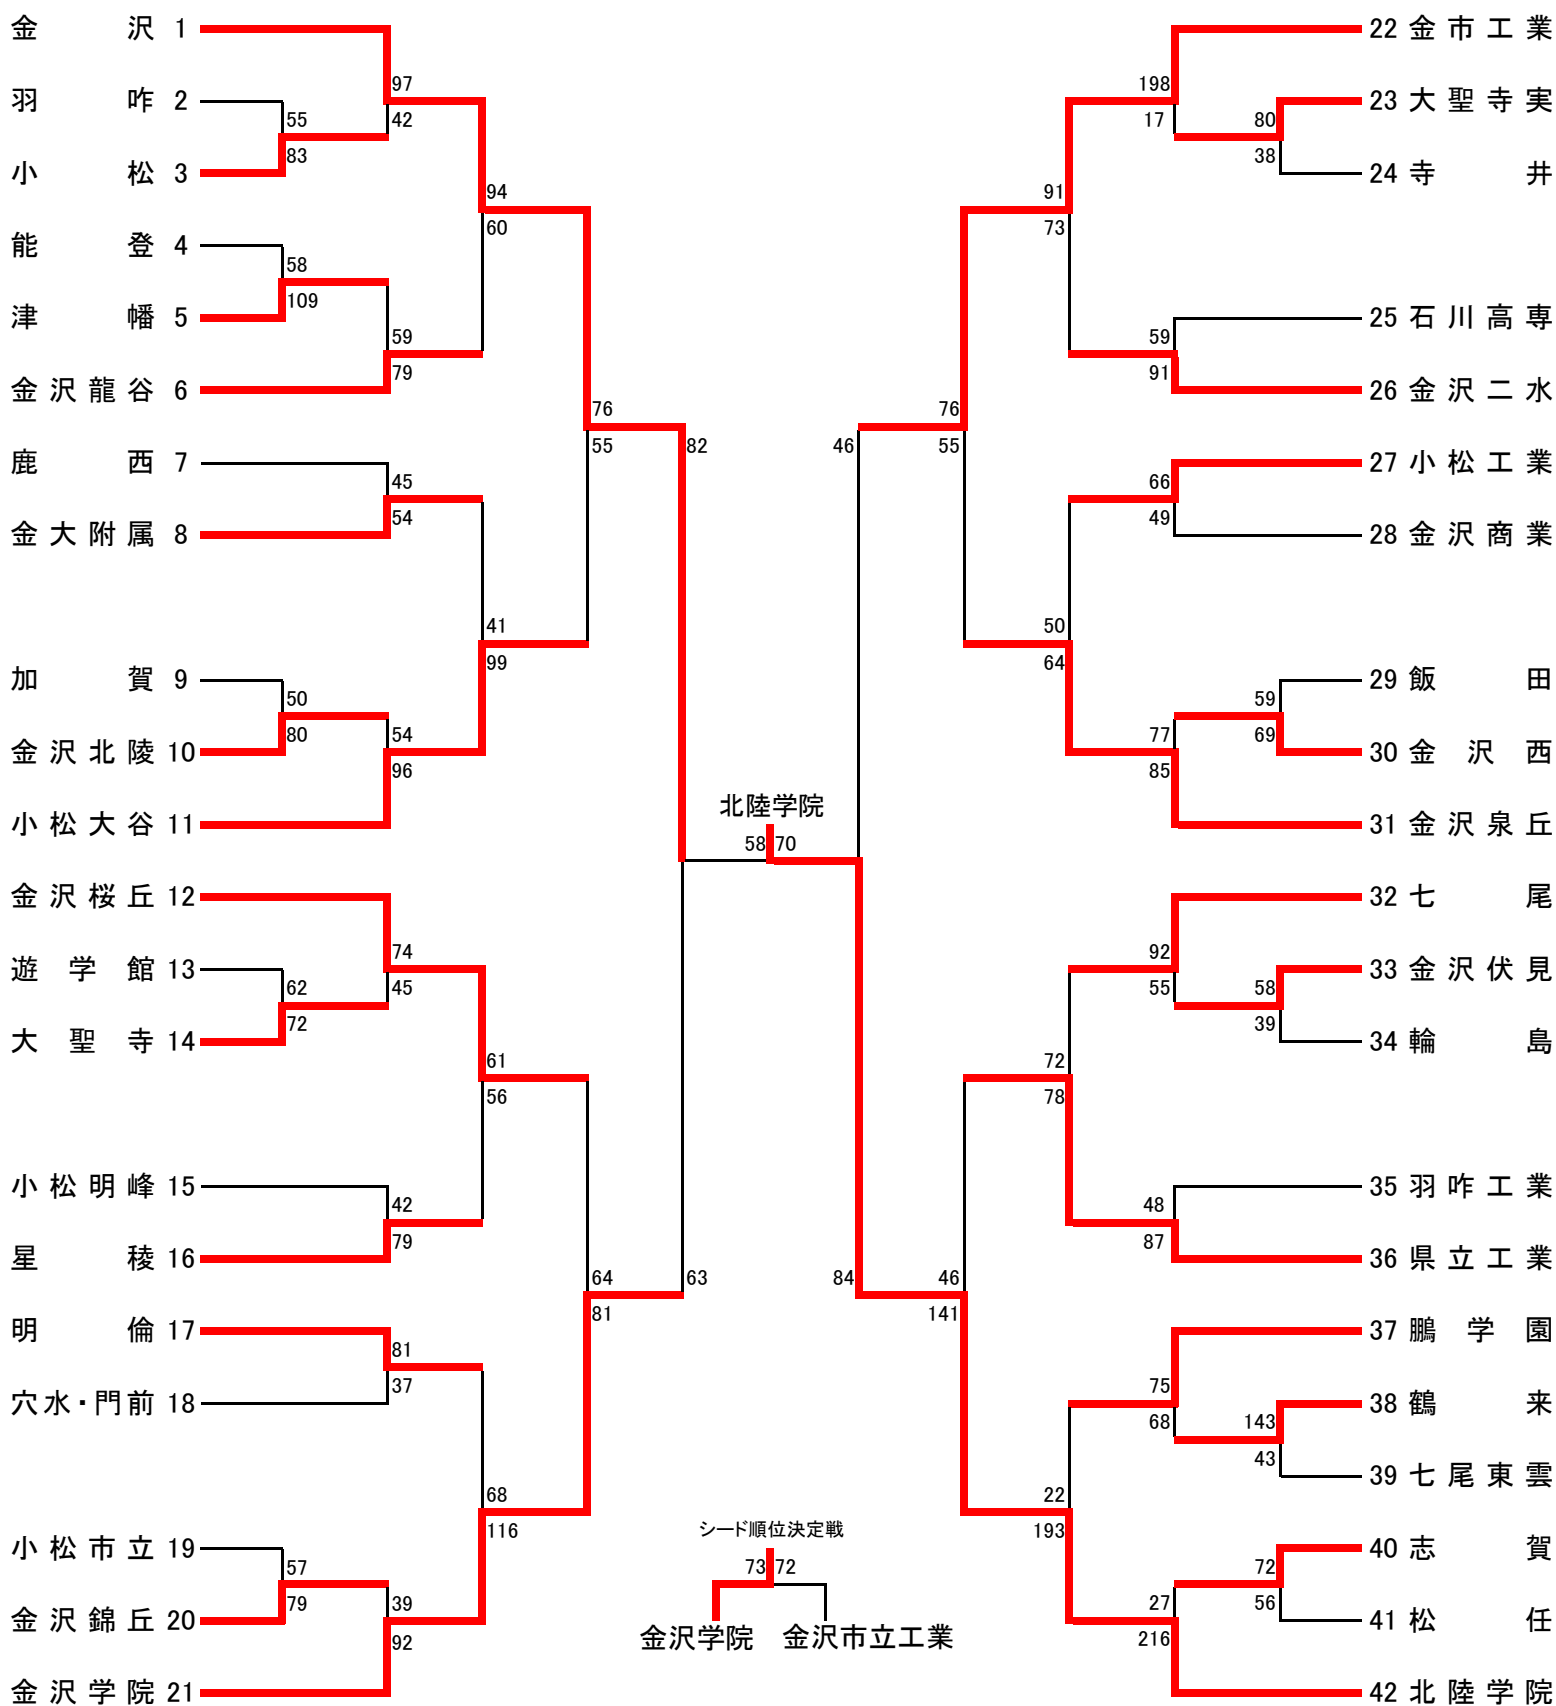 金沢 1
羽咋 2
小松 3
能登 4
津幡 5
金沢龍谷 6
鹿西 7
金大附属 8
加賀 9
金沢北陵 10
小松大谷 11
金沢桜丘 12
遊学館 13
大聖寺 14
小松明峰 15
星稜 16
明倫 17
穴水・門前 18
小松市立 19
金沢錦丘 20
金沢学院 21
55
83
58
109
50
80
62
72
57
79
97
42
59
79
45
54
54
96
74
45
42
79
81
37
39
92
94
60
41
99
61
56
68
116
76
55
64
81
82
63
北陸学院
58 70
シード順位決定戦
73 72
金沢学院 金沢市立工業
46
84
76
55
46
141
91
73
50
64
72
78
22
193
198
17
59
91
66
49
77
85
92
55
48
87
75
68
27
216
80
38
59
69
58
39
143
43
72
56
22 金市工業
23 大聖寺実
24 寺井
25 石川高専
26 金沢二水
27 小松工業
28 金沢商業
29 飯田
30 金沢西
31 金沢泉丘
32 七尾
33 金沢伏見
34 輪島
35 羽咋工業
36 県立工業
37 鵬学園
38 鶴来
39 七尾東雲
40 志賀
41 松任
42 北陸学院